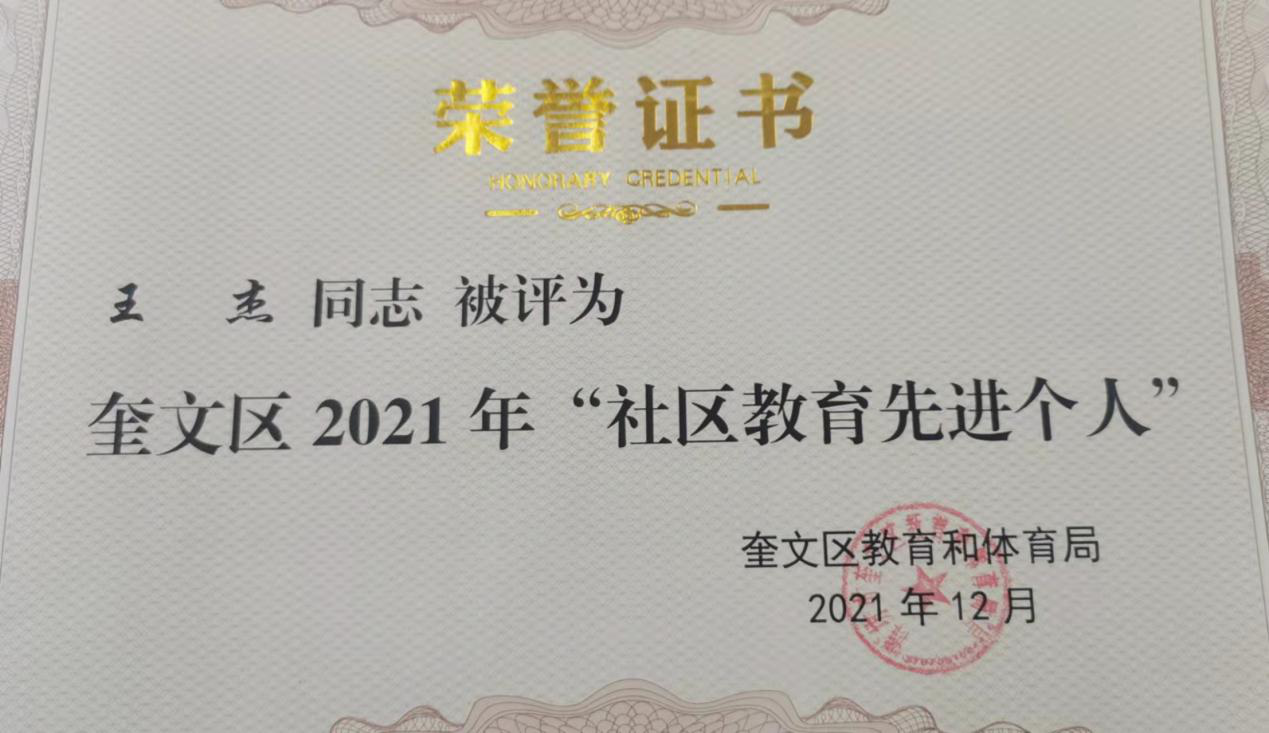 荣誉证书
HONORARY CREDENTIAL
王 杰 同志 被评为
奎文区 2021 年 “社区教育先进个人”
奎文区教育和体育局
2021 年 12 月